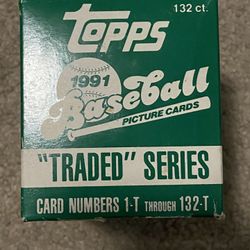 132 ct.
TOPPS
1991
Baseball
PICTURE CARDS
"TRADED" SERIES
CARD NUMBERS 1-T THROUGH 132-T